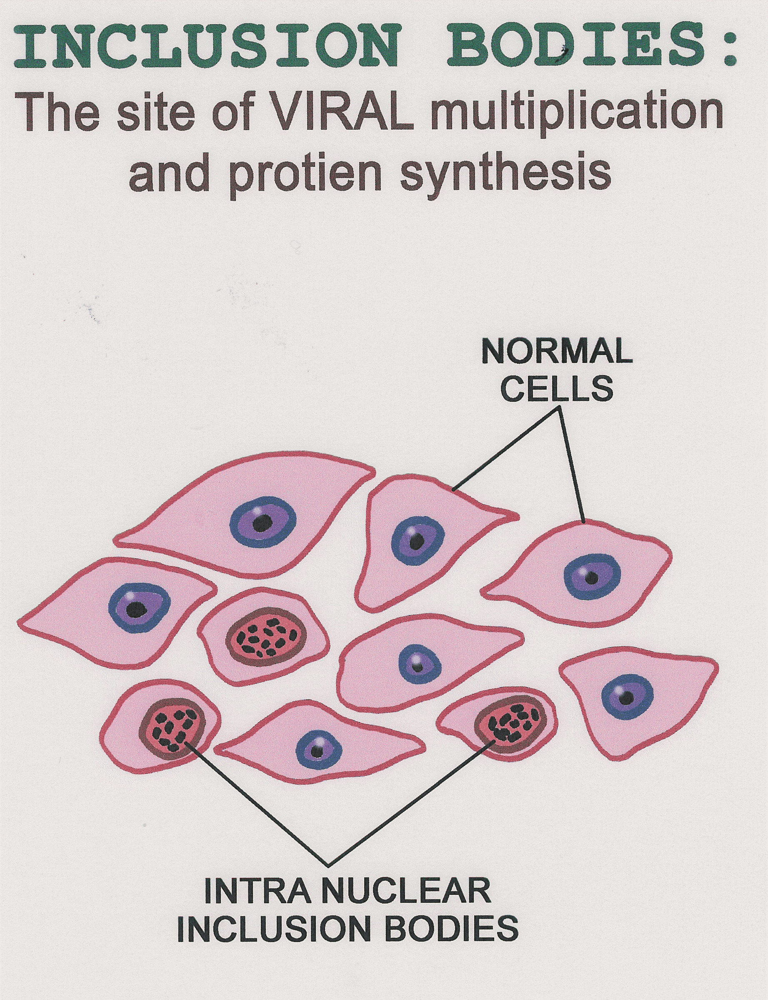 INCLUSION BODIES:
The site of VIRAL multiplication
and protien synthesis
NORMAL
CELLS
INTRA NUCLEAR
INCLUSION BODIES